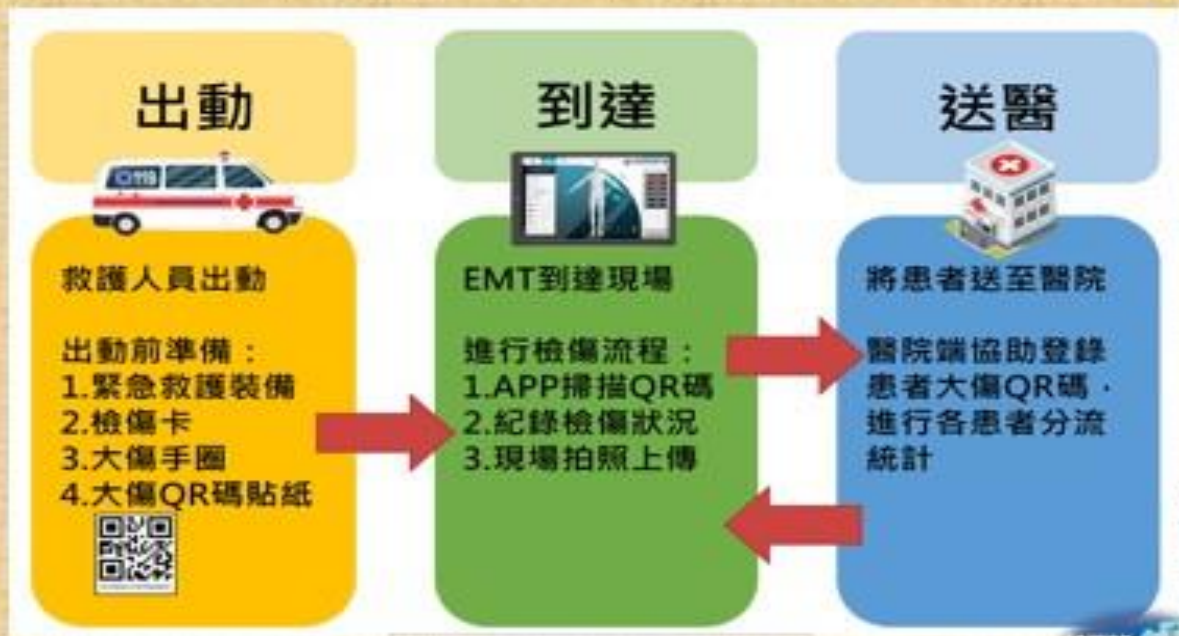 出動
119
救護人員出動
出動前準備：
1.緊急救護裝備
2.檢傷卡
3.大傷手圈
4.大傷QR碼貼紙
到達
EMT到達現場
進行檢傷流程：
1.APP掃描QR碼
2.紀錄檢傷狀況
3.現場拍照上傳
送醫
將患者送至醫院
醫院端協助登錄
患者大傷QR碼，
進行各患者分流
統計